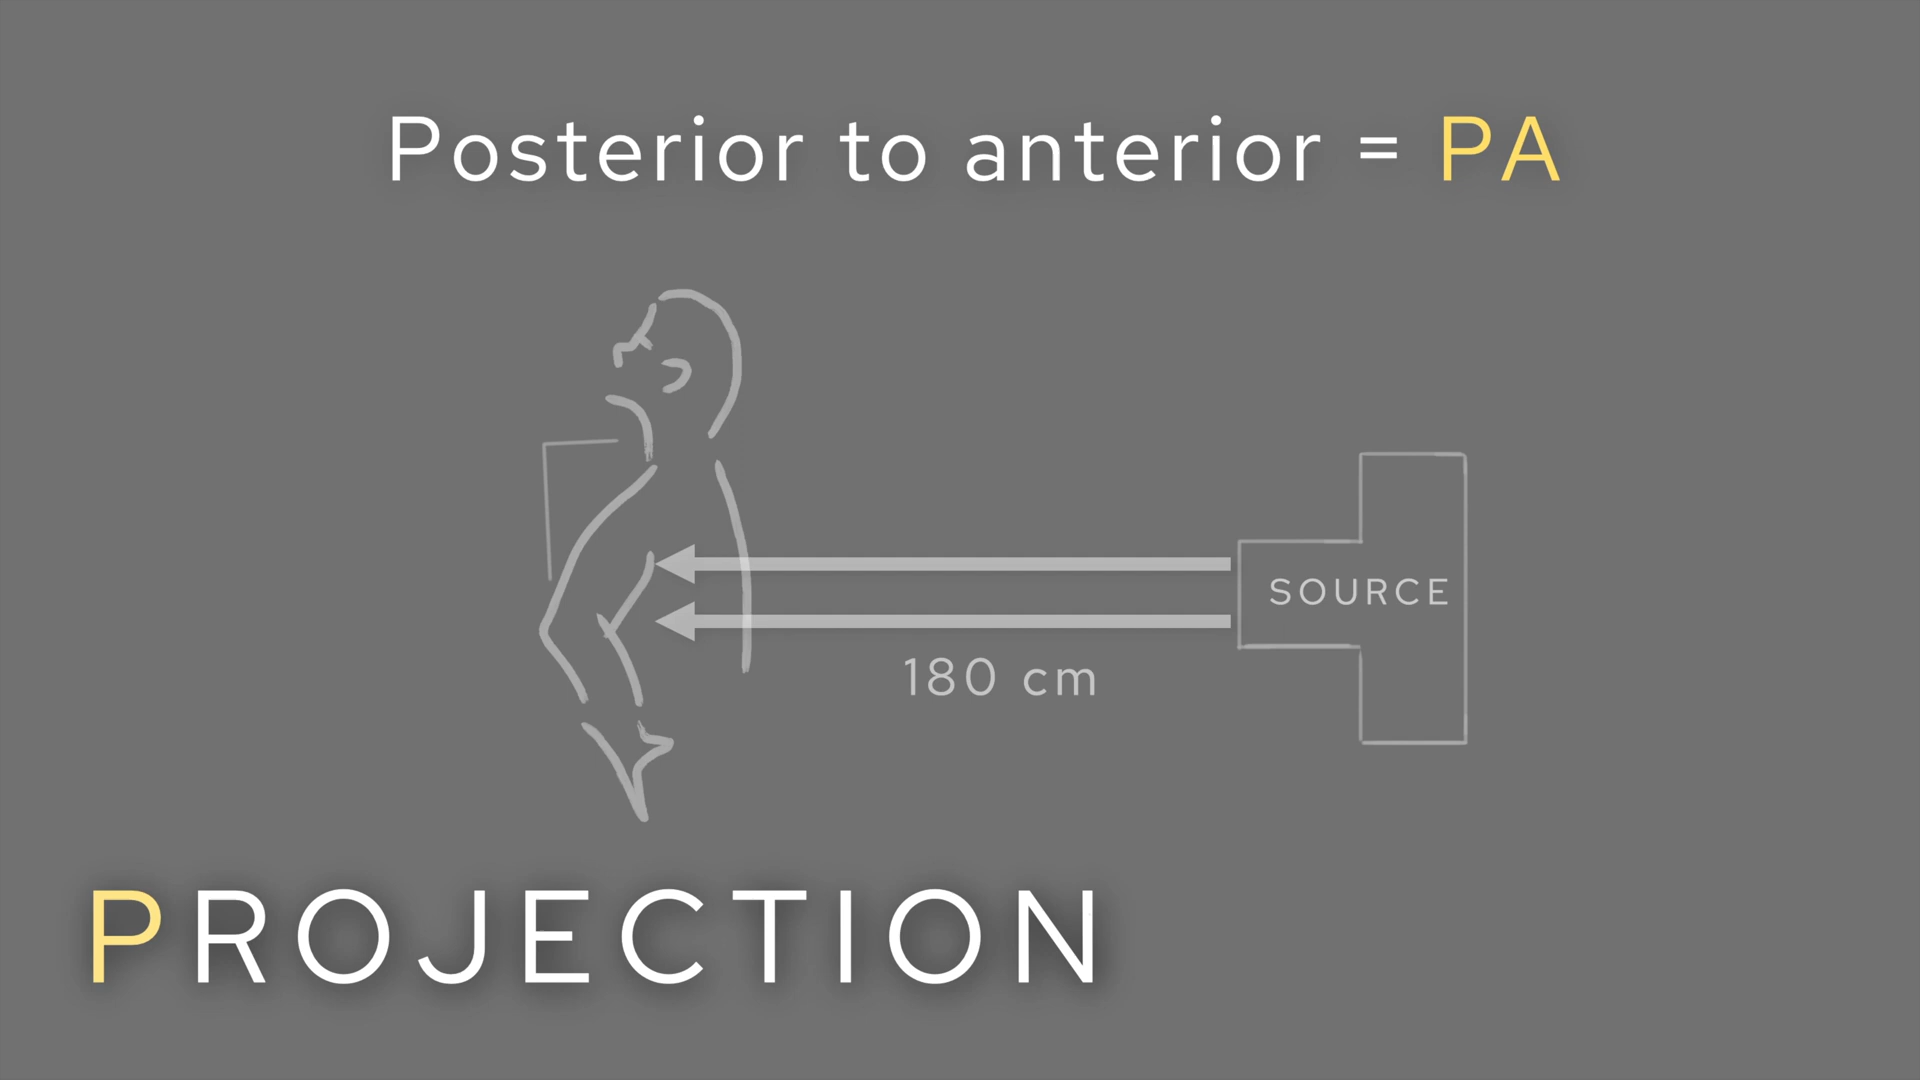 Posterior to anterior = PA
SOURCE
180 cm
PROJECTION